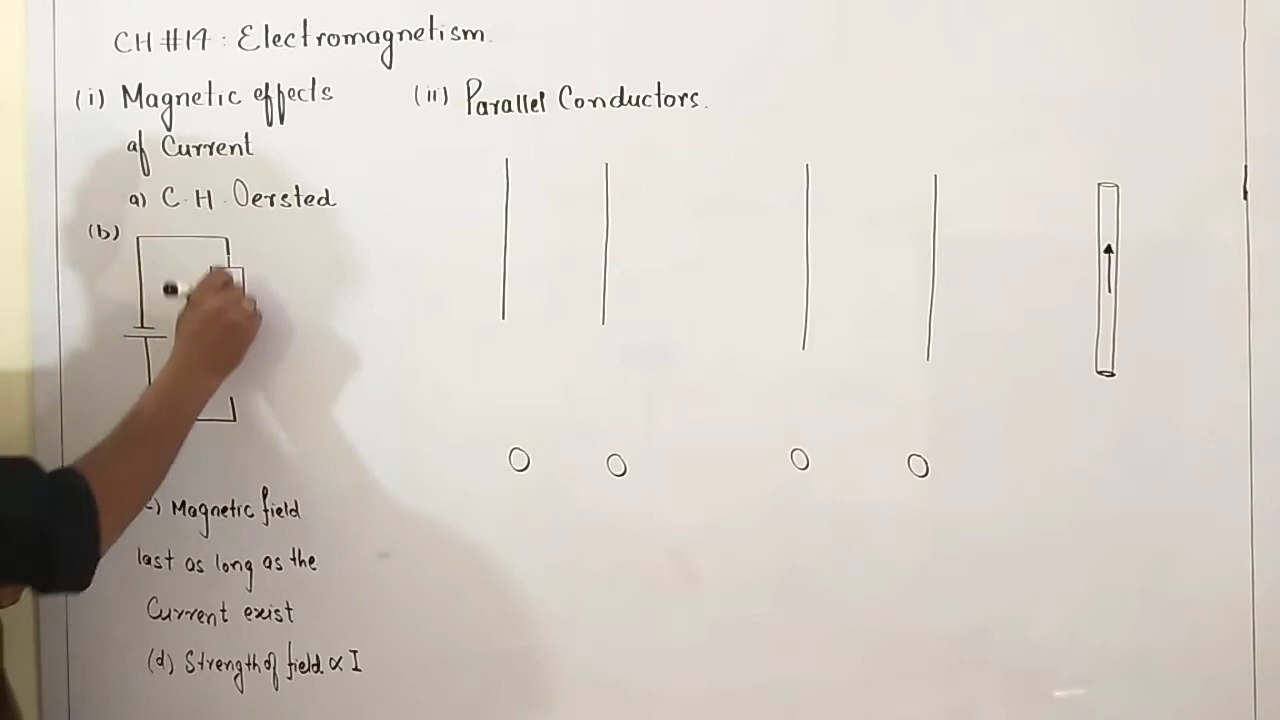 CH #14 : Electromagnetism.
(i) Magnetic effects
of Current
a) C.H. Oersted
(b)
c) Magnetic field
last as long as the
Current exist
(d) Strength of field ∝ I
(ii) Parallel Conductors.